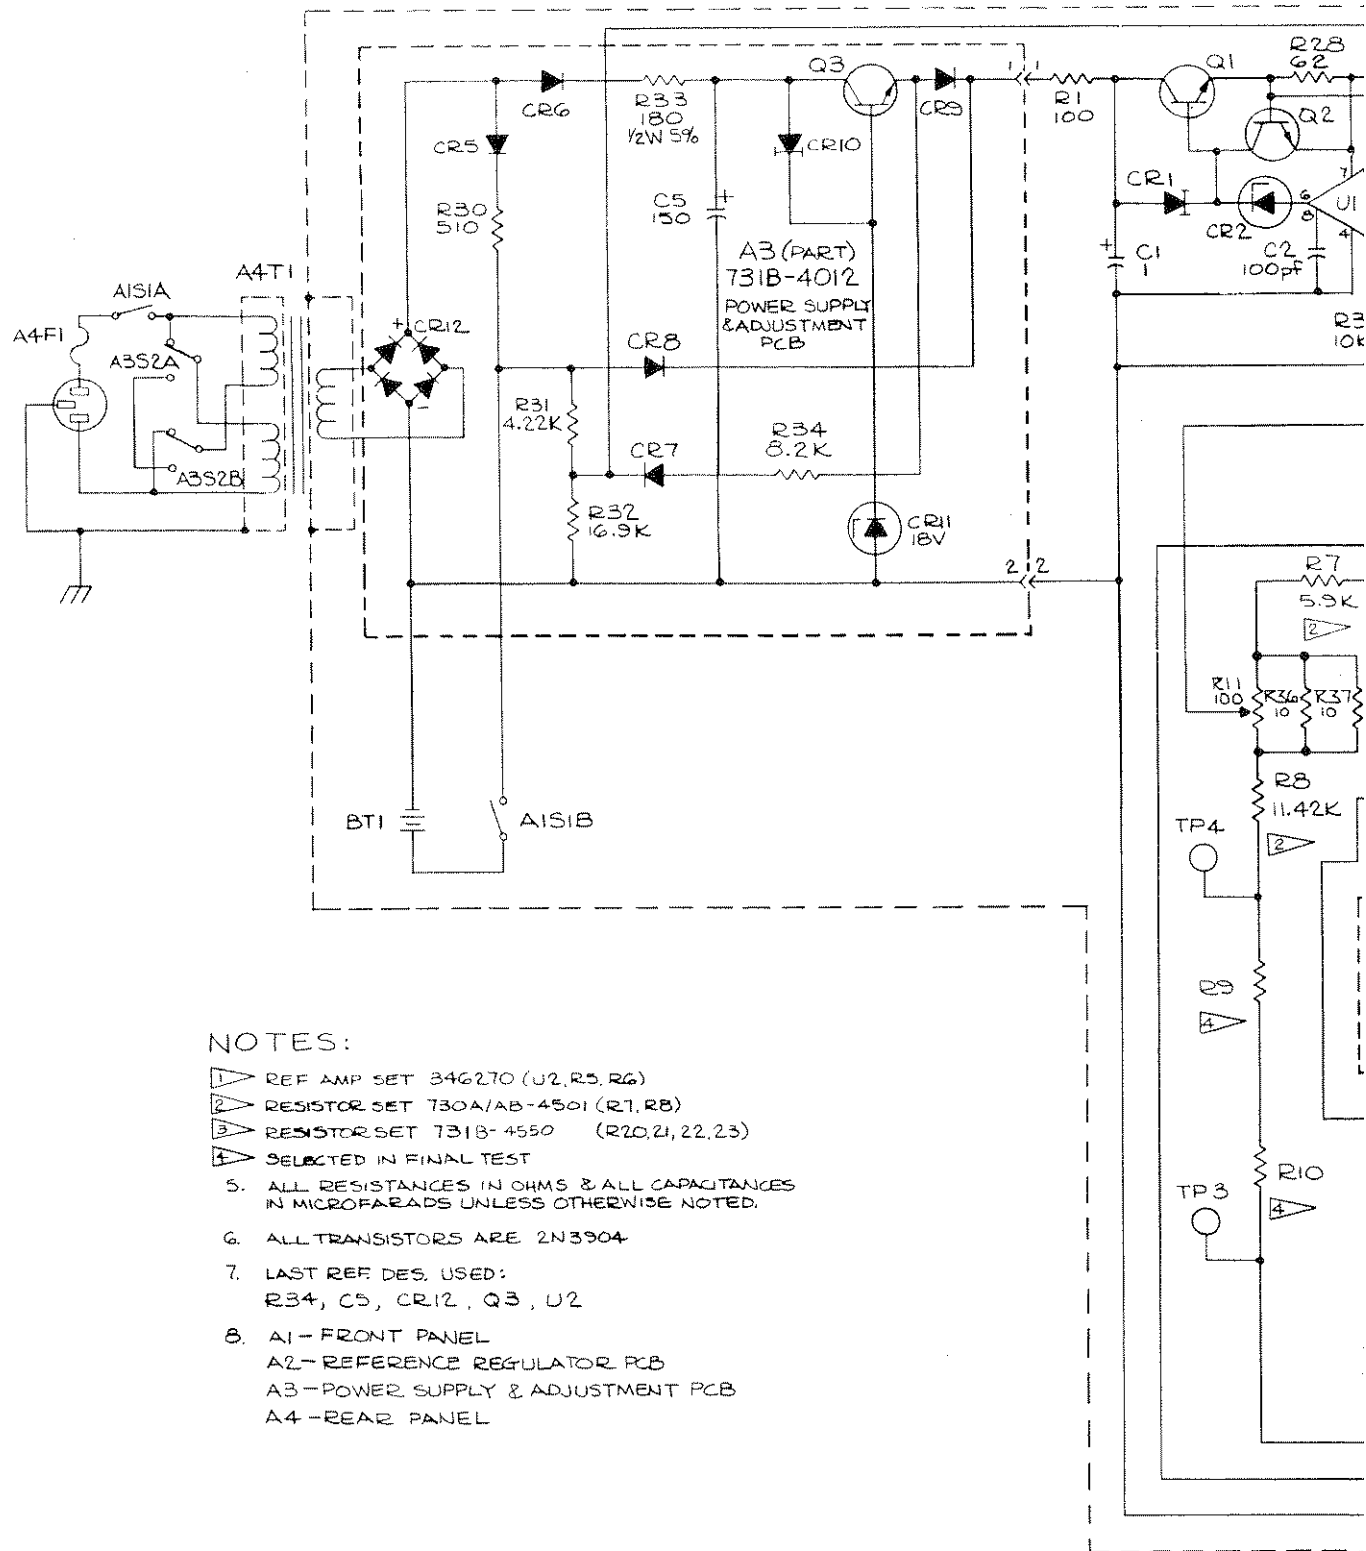 Q3
Q1
R28
62
CR6
R33
180
1/2W 5%
CR9
1 1
R1
100
Q2
CR5
CR10
R30
510
C5
150
+
CR1
7
6
8
U1
4
CR2
A3 (PART)
731B-4012
POWER SUPPLY
& ADJUSTMENT
PCB
+
C1
1
C2
100pf
A4T1
A1S1A
A4F1
A3S2A
+
CR12
-
CR8
R3
10K
R31
4.22K
CR7
R34
8.2K
A3S2B
R32
16.9K
CR11
18V
2 2
R7
5.9K
2
R11
100
R36
10
R37
10
R8
11.42K
2
BT1
A1S1B
TP4
R9
4
R10
4
TP3
NOTES:
1 REF AMP SET 346270 (U2, R5, R6)
2 RESISTOR SET 730A/AB-4501 (R7, R8)
3 RESISTOR SET 731B-4550 (R20,21,22,23)
4 SELECTED IN FINAL TEST
5. ALL RESISTANCES IN OHMS & ALL CAPACITANCES
IN MICROFARADS UNLESS OTHERWISE NOTED.
6. ALL TRANSISTORS ARE 2N3904
7. LAST REF. DES. USED:
R34, C5, CR12, Q3, U2
8. A1 - FRONT PANEL
A2 - REFERENCE REGULATOR PCB
A3 - POWER SUPPLY & ADJUSTMENT PCB
A4 - REAR PANEL